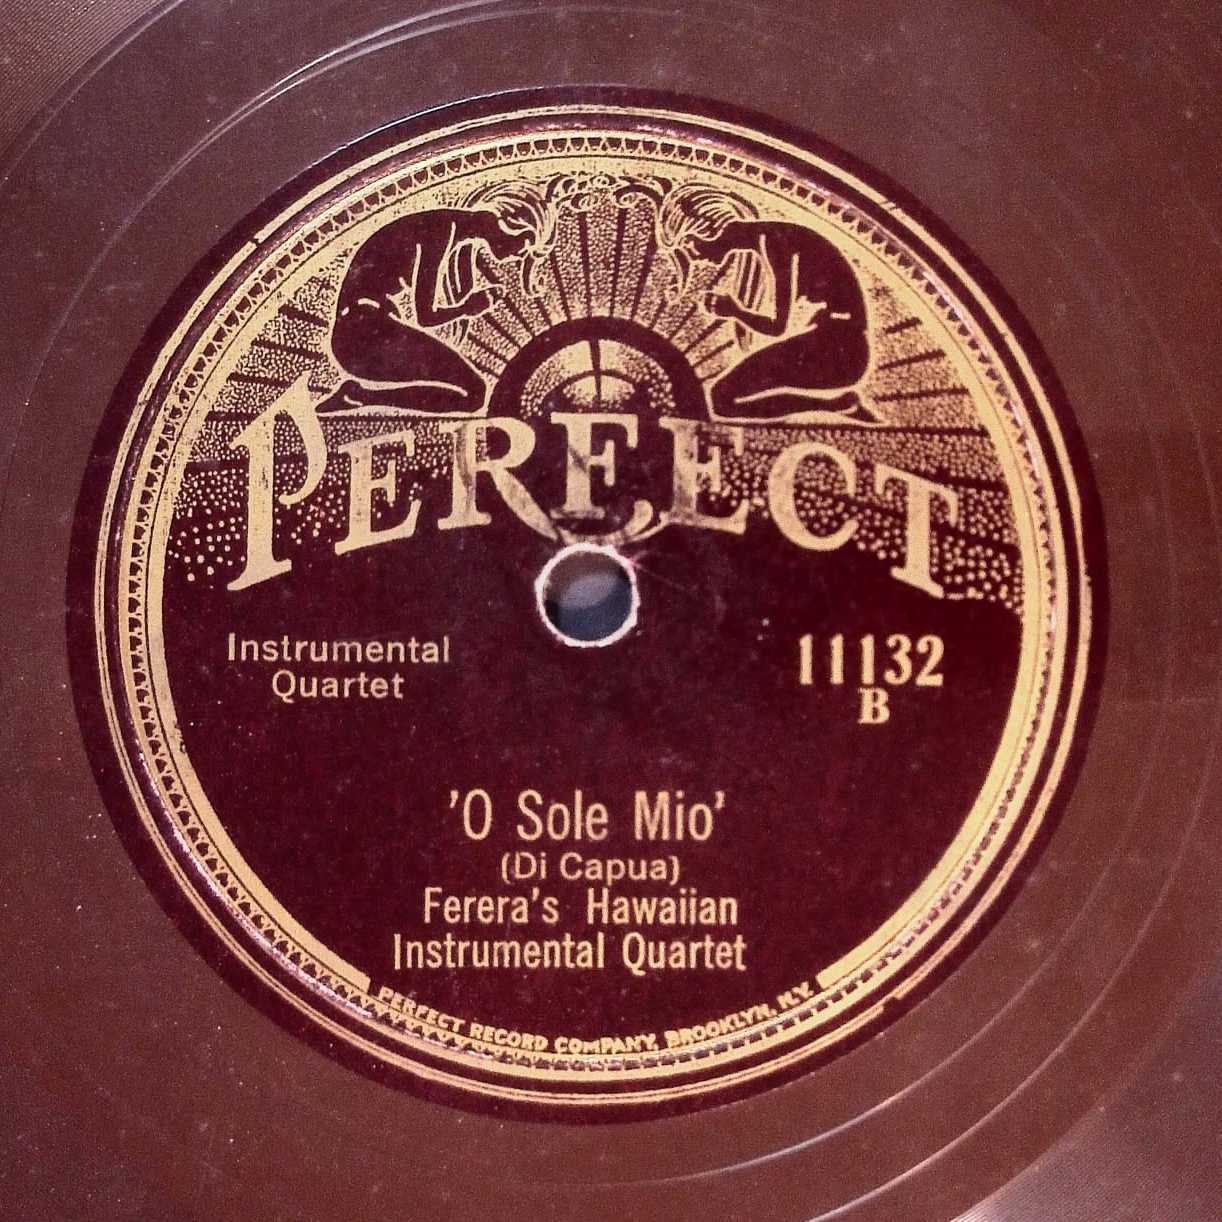 PERFECT
Instrumental
Quartet
11132
B
'O Sole Mio'
(Di Capua)
Ferera's Hawaiian
Instrumental Quartet
PERFECT RECORD COMPANY, BROOKLYN, N.Y.